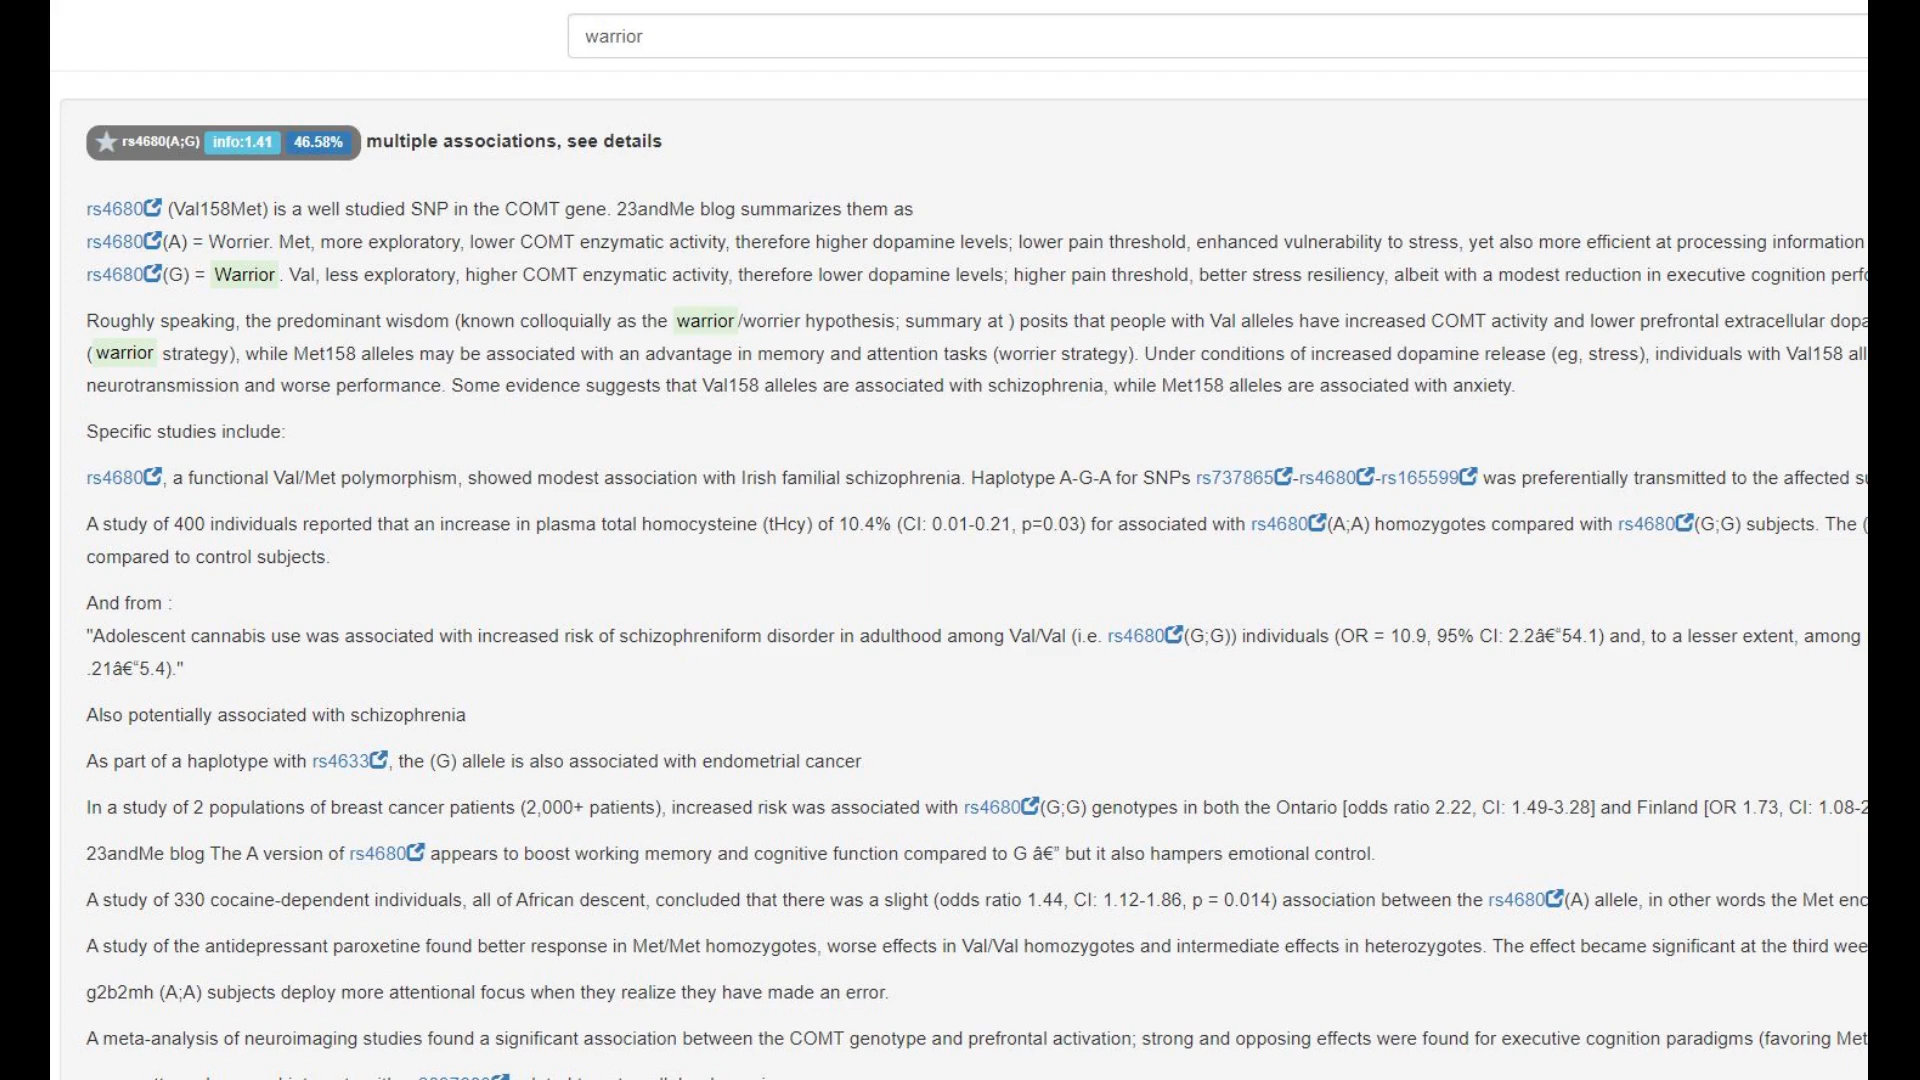 warrior
rs4680(A;G) info:1.41 46.58% multiple associations, see details
rs4680 (Val158Met) is a well studied SNP in the COMT gene. 23andMe blog summarizes them as
rs4680(A) = Worrier. Met, more exploratory, lower COMT enzymatic activity, therefore higher dopamine levels; lower pain threshold, enhanced vulnerability to stress, yet also more efficient at processing information
rs4680(G) = Warrior. Val, less exploratory, higher COMT enzymatic activity, therefore lower dopamine levels; higher pain threshold, better stress resiliency, albeit with a modest reduction in executive cognition
Roughly speaking, the predominant wisdom (known colloquially as the warrior/worrier hypothesis; summary at ) posits that people with Val alleles have increased COMT activity and lower prefrontal extracellular
(warrior strategy), while Met158 alleles may be associated with an advantage in memory and attention tasks (worrier strategy). Under conditions of increased dopamine release (eg, stress), individuals with Val158
neurotransmission and worse performance. Some evidence suggests that Val158 alleles are associated with schizophrenia, while Met158 alleles are associated with anxiety.
Specific studies include:
rs4680, a functional Val/Met polymorphism, showed modest association with Irish familial schizophrenia. Haplotype A-G-A for SNPs rs737865-rs4680-rs165599 was preferentially transmitted to the affected
A study of 400 individuals reported that an increase in plasma total homocysteine (tHcy) of 10.4% (CI: 0.01-0.21, p=0.03) for associated with rs4680(A;A) homozygotes compared with rs4680(G;G) subjects. The (
compared to control subjects.
And from :
"Adolescent cannabis use was associated with increased risk of schizophreniform disorder in adulthood among Val/Val (i.e. rs4680(G;G)) individuals (OR = 10.9, 95% CI: 2.2â€“54.1) and, to a lesser extent, among
.21â€“5.4)."
Also potentially associated with schizophrenia
As part of a haplotype with rs4633, the (G) allele is also associated with endometrial cancer
In a study of 2 populations of breast cancer patients (2,000+ patients), increased risk was associated with rs4680(G;G) genotypes in both the Ontario [odds ratio 2.22, CI: 1.49-3.28] and Finland [OR 1.73, CI: 1.08-2
23andMe blog The A version of rs4680 appears to boost working memory and cognitive function compared to G â€” but it also hampers emotional control.
A study of 330 cocaine-dependent individuals, all of African descent, concluded that there was a slight (odds ratio 1.44, CI: 1.12-1.86, p = 0.014) association between the rs4680(A) allele, in other words the Met
A study of the antidepressant paroxetine found better response in Met/Met homozygotes, worse effects in Val/Val homozygotes and intermediate effects in heterozygotes. The effect became significant at the third
g2b2mh (A;A) subjects deploy more attentional focus when they realize they have made an error.
A meta-analysis of neuroimaging studies found a significant association between the COMT genotype and prefrontal activation; strong and opposing effects were found for executive cognition paradigms (favoring Met